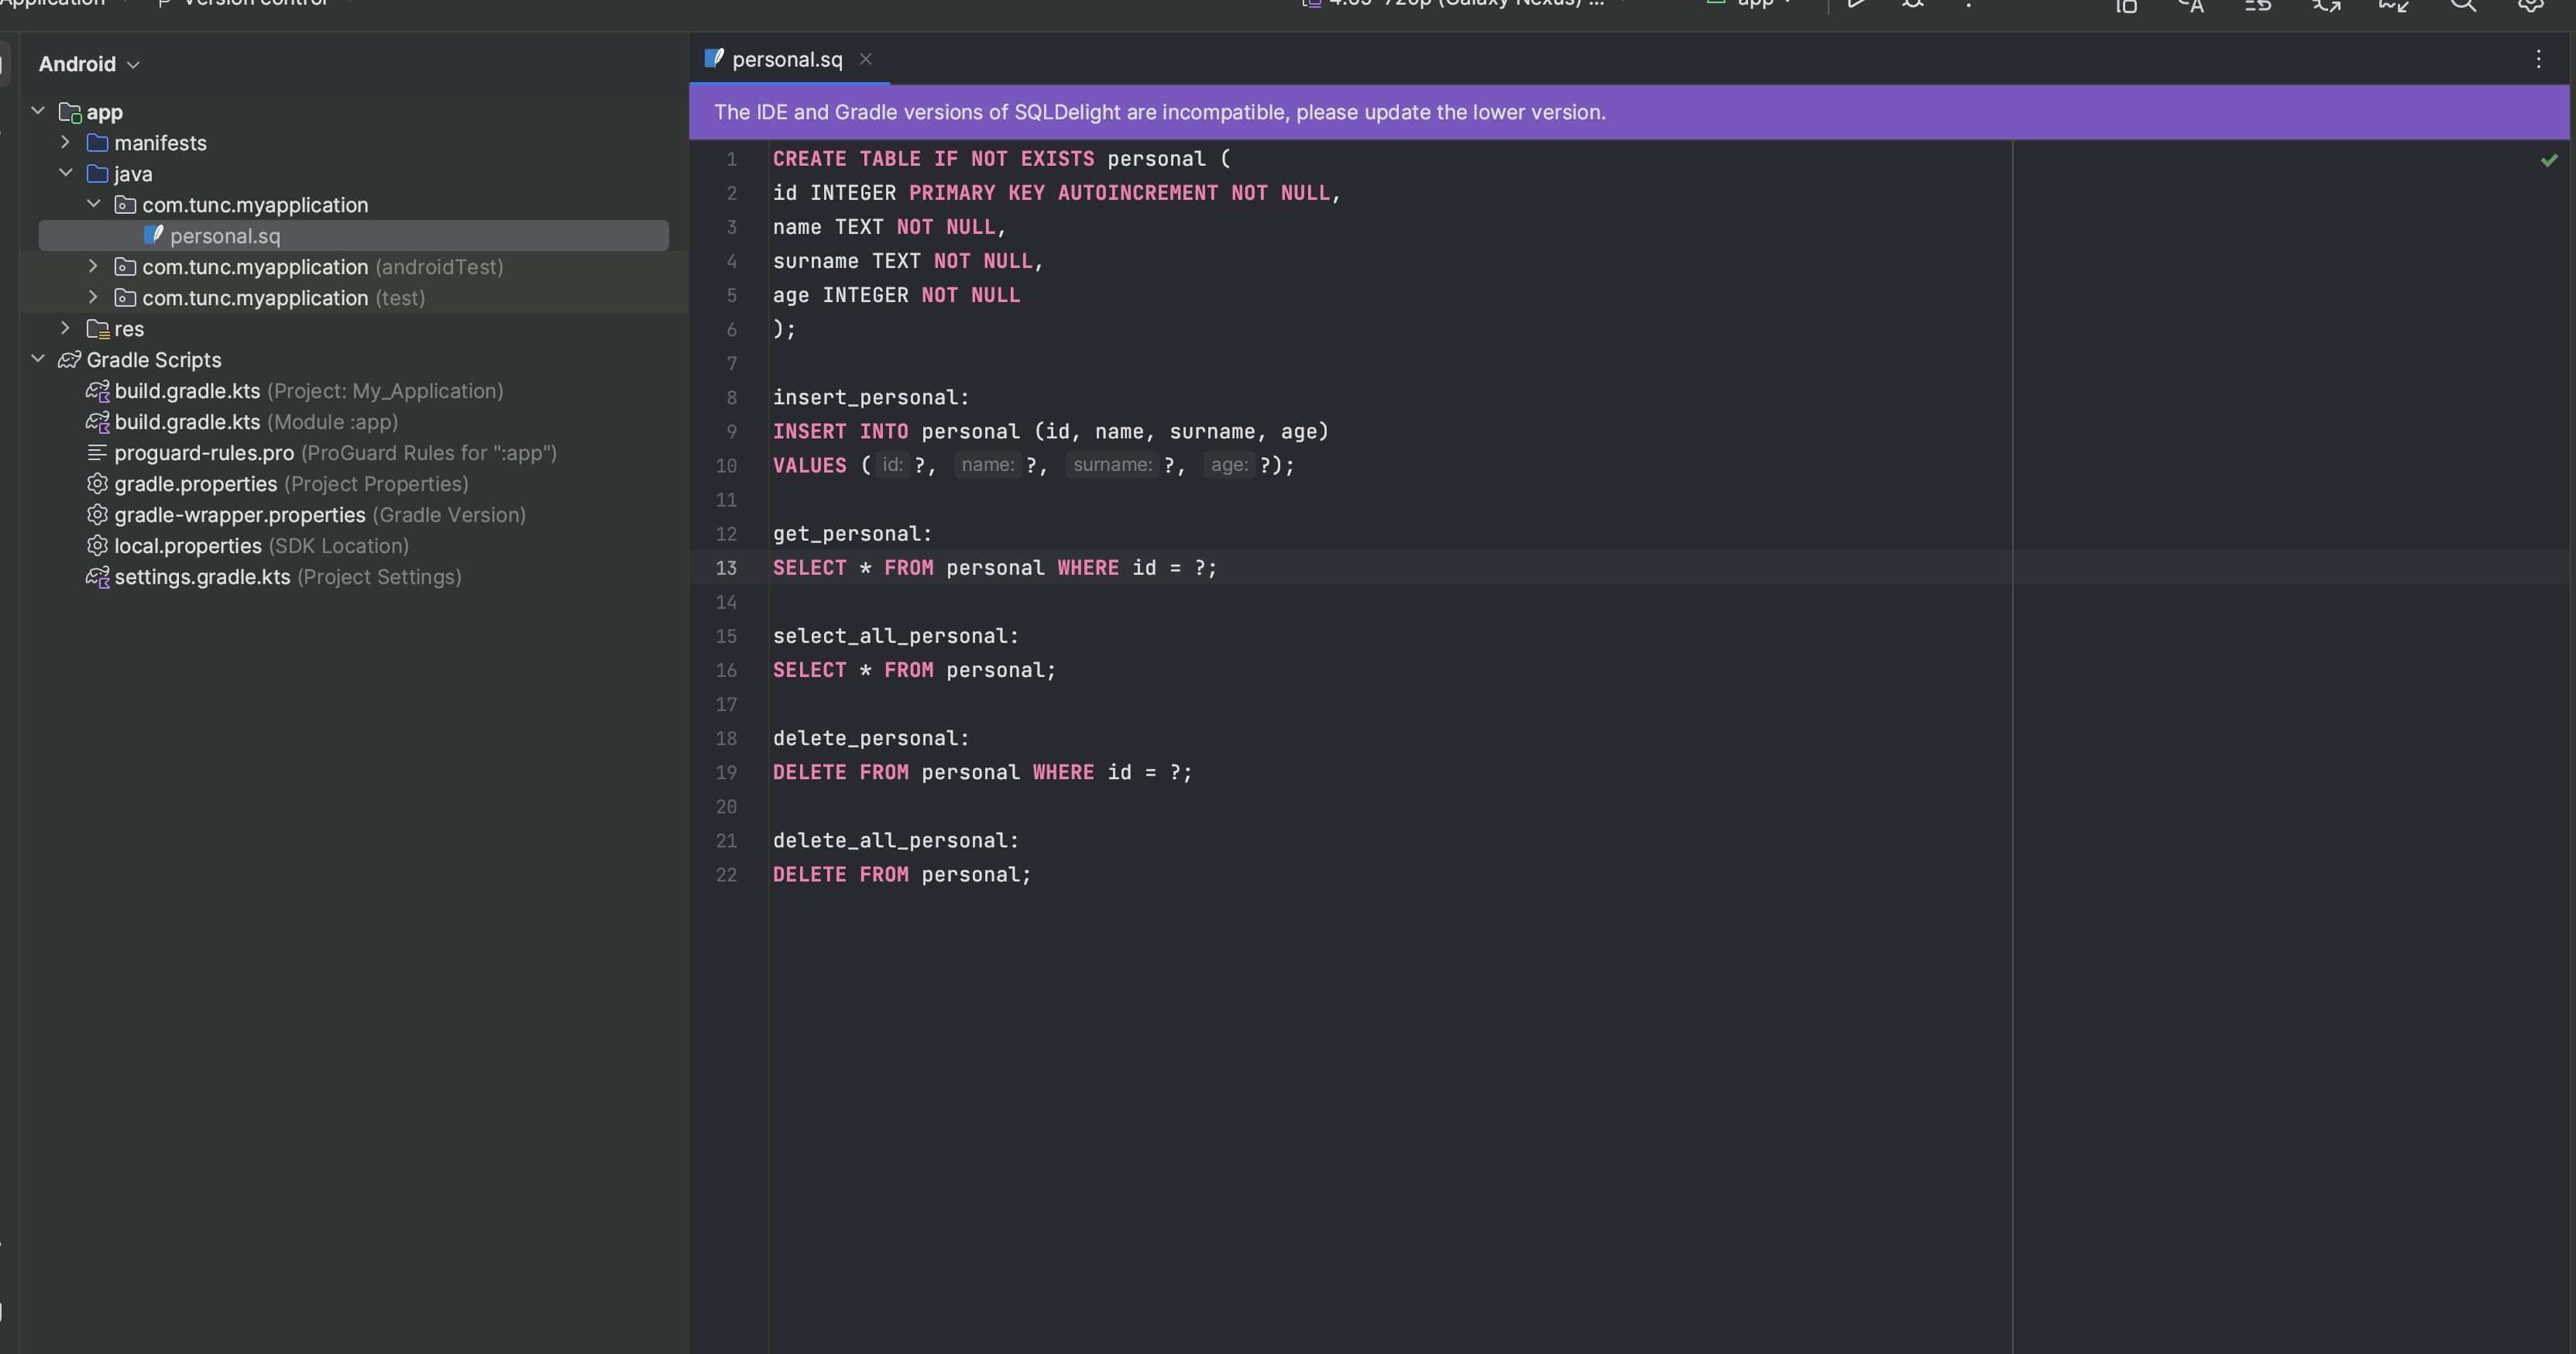 Application Version control
4.65" 720p (Galaxy Nexus) ... app
Android
app
manifests
java
com.tunc.myapplication
personal.sq
com.tunc.myapplication (androidTest)
com.tunc.myapplication (test)
res
Gradle Scripts
build.gradle.kts (Project: My_Application)
build.gradle.kts (Module :app)
proguard-rules.pro (ProGuard Rules for ":app")
gradle.properties (Project Properties)
gradle-wrapper.properties (Gradle Version)
local.properties (SDK Location)
settings.gradle.kts (Project Settings)
personal.sq
The IDE and Gradle versions of SQLDelight are incompatible, please update the lower version.
1 CREATE TABLE IF NOT EXISTS personal (
2 id INTEGER PRIMARY KEY AUTOINCREMENT NOT NULL,
3 name TEXT NOT NULL,
4 surname TEXT NOT NULL,
5 age INTEGER NOT NULL
6 );
7
8 insert_personal:
9 INSERT INTO personal (id, name, surname, age)
10 VALUES ( id: ?, name: ?, surname: ?, age: ?);
11
12 get_personal:
13 SELECT * FROM personal WHERE id = ?;
14
15 select_all_personal:
16 SELECT * FROM personal;
17
18 delete_personal:
19 DELETE FROM personal WHERE id = ?;
20
21 delete_all_personal:
22 DELETE FROM personal;